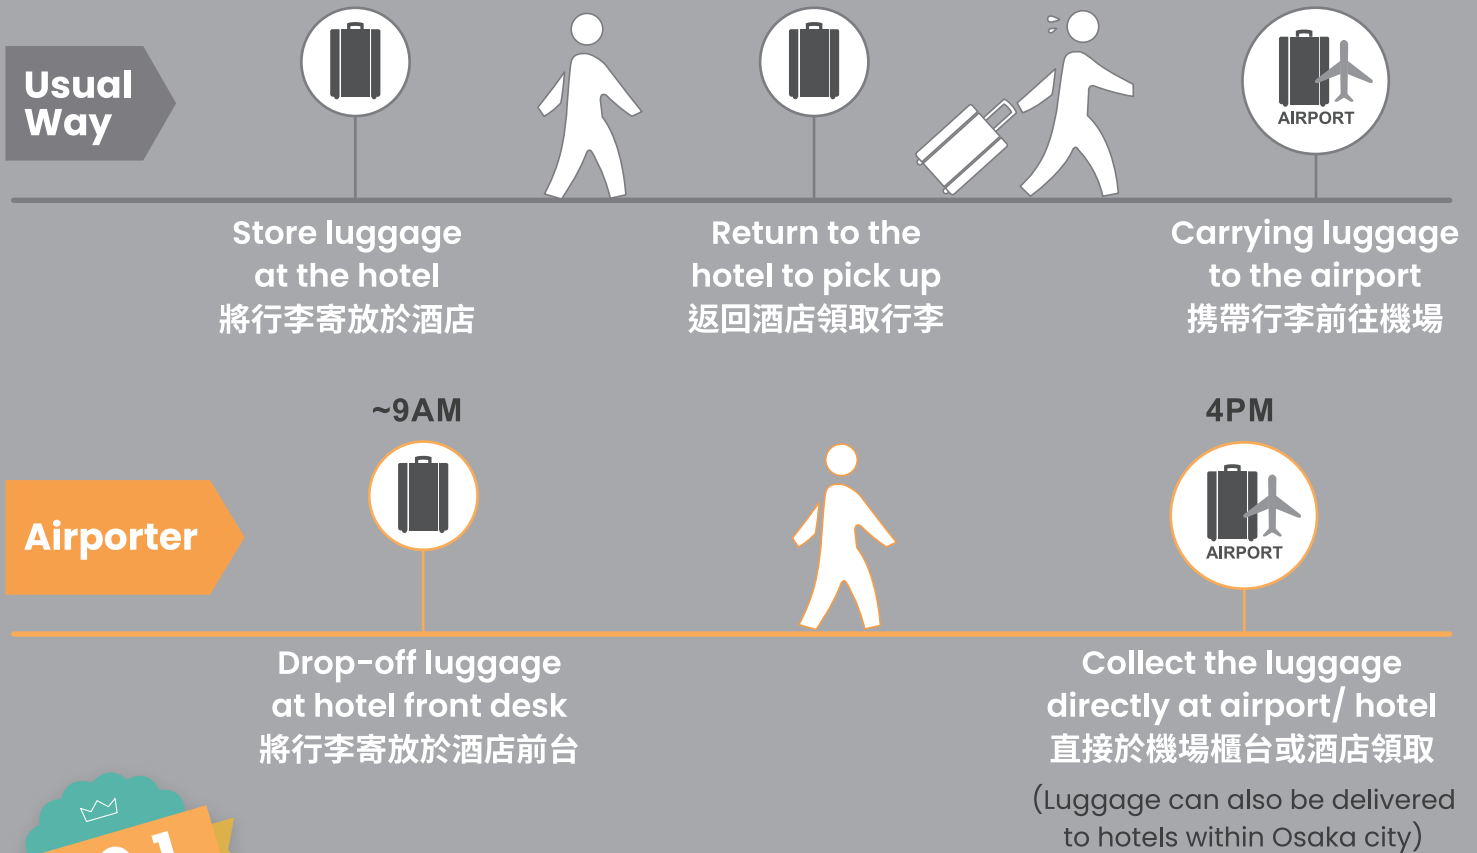 Usual
Way
AIRPORT
Store luggage
at the hotel
將行李寄放於酒店
Return to the
hotel to pick up
返回酒店領取行李
Carrying luggage
to the airport
携帶行李前往機場
~9AM
4PM
Airporter
AIRPORT
Drop-off luggage
at hotel front desk
將行李寄放於酒店前台
Collect the luggage
directly at airport/ hotel
直接於機場櫃台或酒店領取
(Luggage can also be delivered
to hotels within Osaka city)